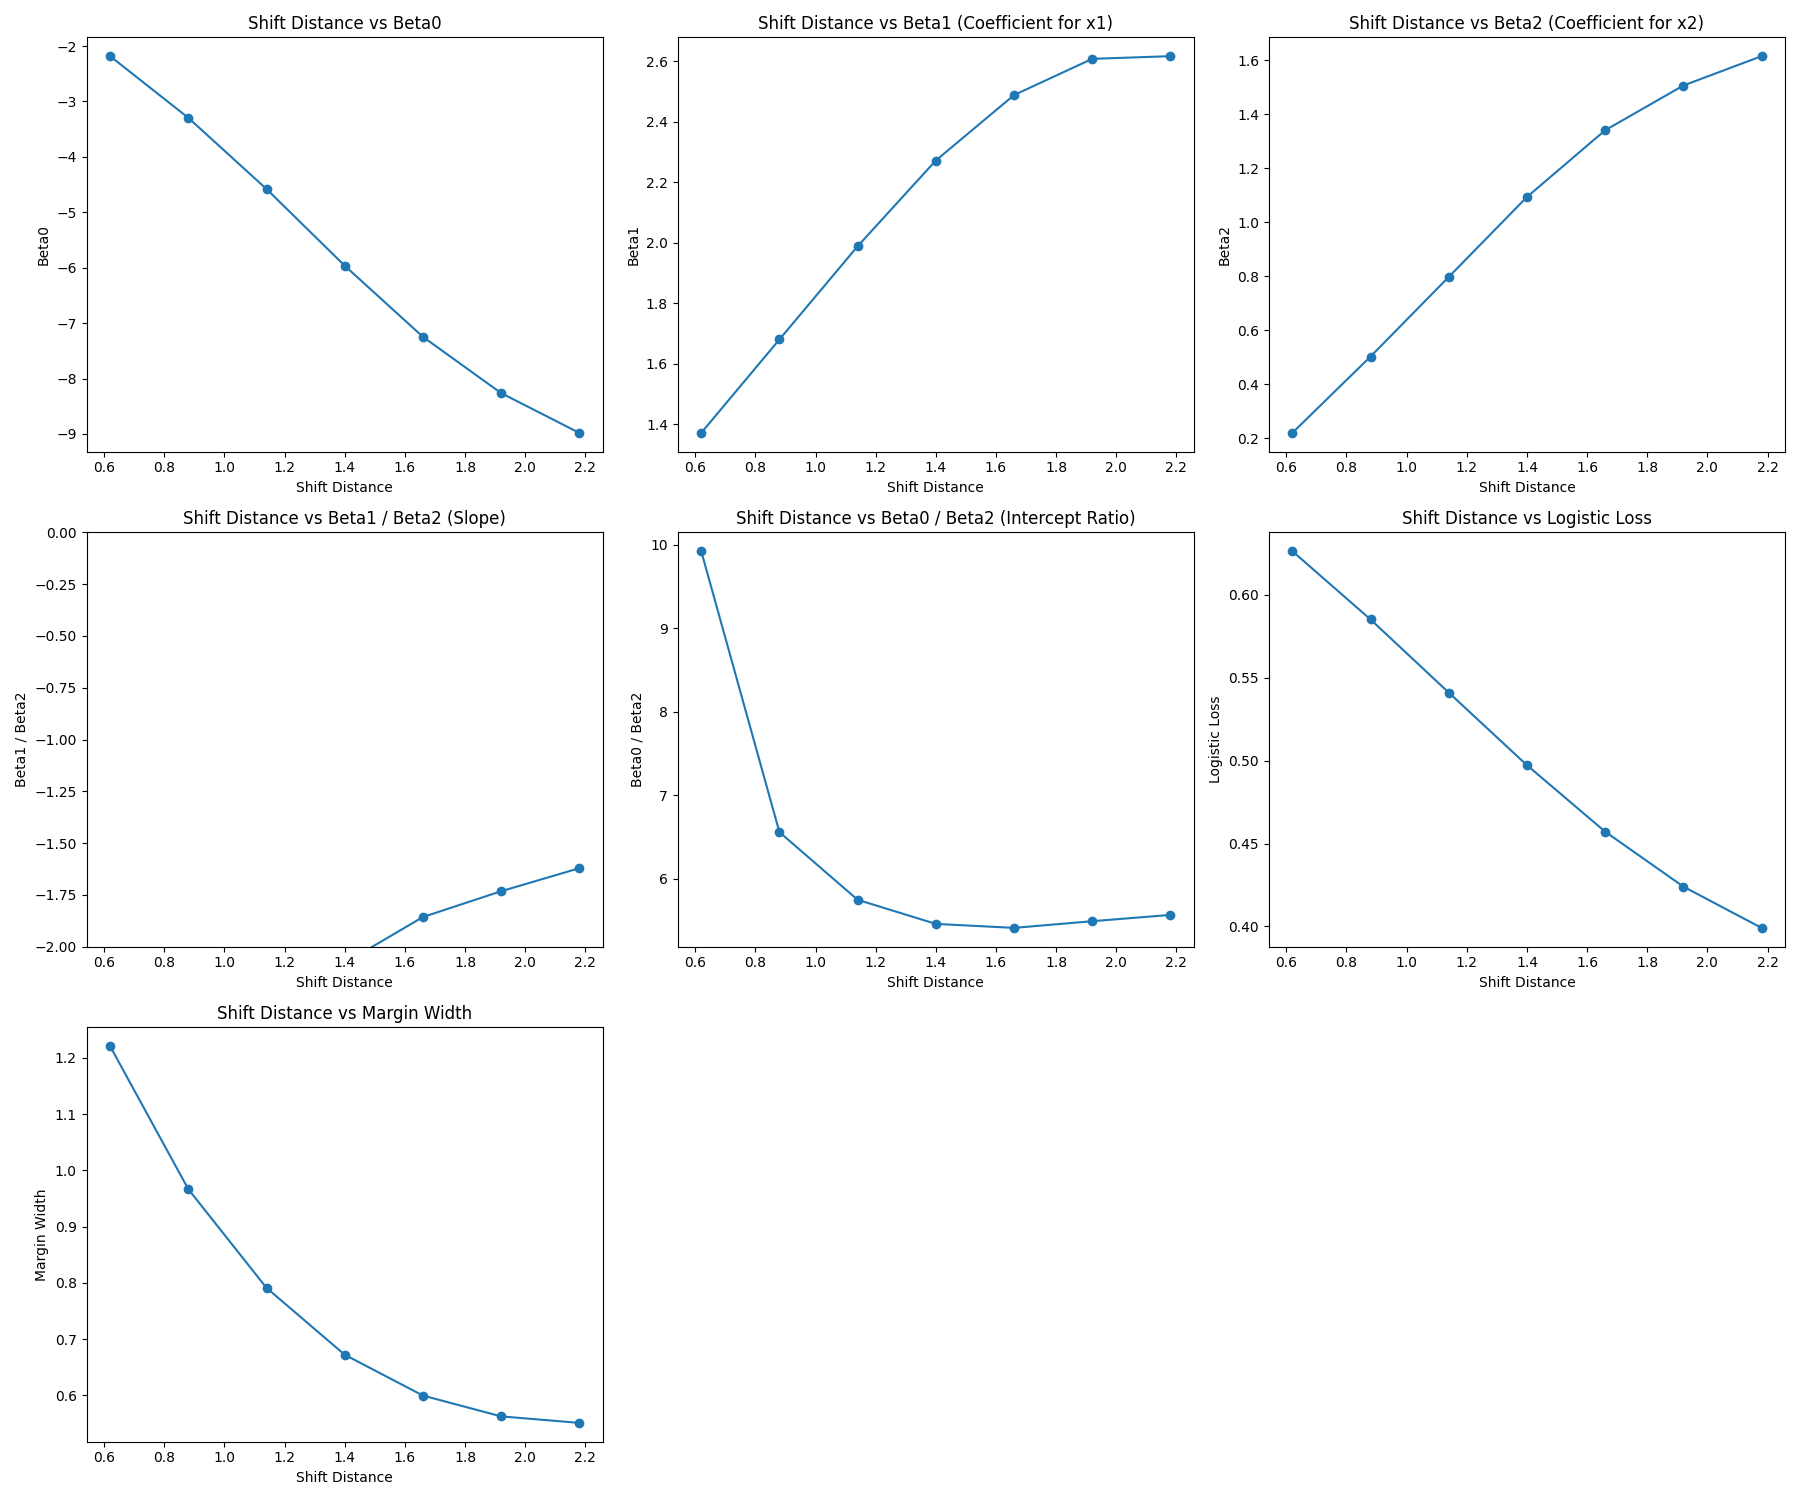 Shift Distance vs Beta0
Beta0
−2
−3
−4
−5
−6
−7
−8
−9
0.6 0.8 1.0 1.2 1.4 1.6 1.8 2.0 2.2
Shift Distance
Shift Distance vs Beta1 (Coefficient for x1)
Beta1
2.6
2.4
2.2
2.0
1.8
1.6
1.4
0.6 0.8 1.0 1.2 1.4 1.6 1.8 2.0 2.2
Shift Distance
Shift Distance vs Beta2 (Coefficient for x2)
Beta2
1.6
1.4
1.2
1.0
0.8
0.6
0.4
0.2
0.6 0.8 1.0 1.2 1.4 1.6 1.8 2.0 2.2
Shift Distance
Shift Distance vs Beta1 / Beta2 (Slope)
Beta1 / Beta2
0.00
−0.25
−0.50
−0.75
−1.00
−1.25
−1.50
−1.75
−2.00
0.6 0.8 1.0 1.2 1.4 1.6 1.8 2.0 2.2
Shift Distance
Shift Distance vs Beta0 / Beta2 (Intercept Ratio)
Beta0 / Beta2
10
9
8
7
6
0.6 0.8 1.0 1.2 1.4 1.6 1.8 2.0 2.2
Shift Distance
Shift Distance vs Logistic Loss
Logistic Loss
0.60
0.55
0.50
0.45
0.40
0.6 0.8 1.0 1.2 1.4 1.6 1.8 2.0 2.2
Shift Distance
Shift Distance vs Margin Width
Margin Width
1.2
1.1
1.0
0.9
0.8
0.7
0.6
0.6 0.8 1.0 1.2 1.4 1.6 1.8 2.0 2.2
Shift Distance